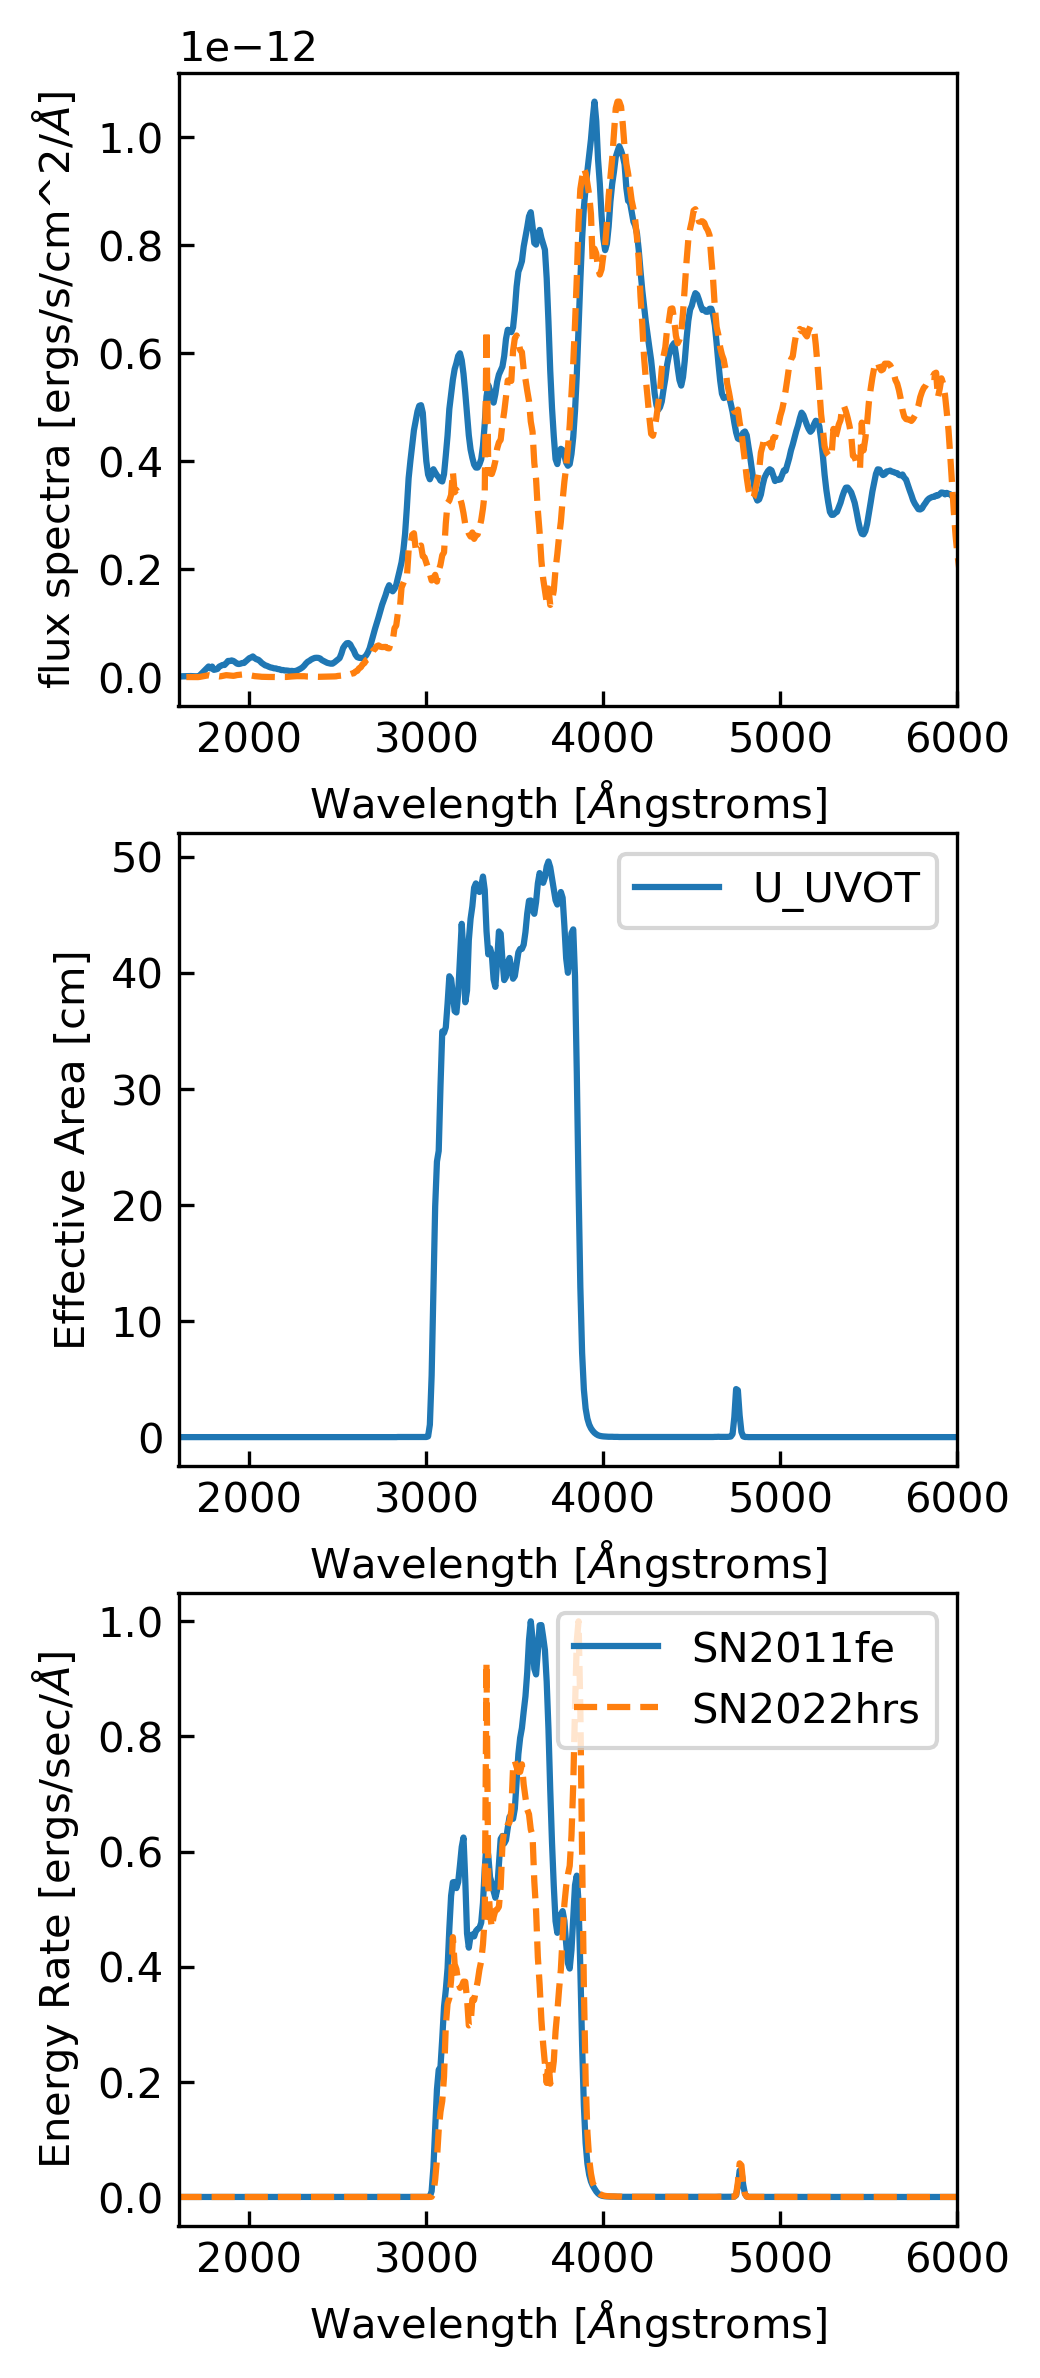 1e−12
flux spectra [ergs/s/cm^2/Å]
1.0
0.8
0.6
0.4
0.2
0.0
2000 3000 4000 5000 6000
Wavelength [Ångstroms]
Effective Area [cm]
50
40
30
20
10
0
U_UVOT
2000 3000 4000 5000 6000
Wavelength [Ångstroms]
Energy Rate [ergs/sec/Å]
1.0
0.8
0.6
0.4
0.2
0.0
SN2011fe
SN2022hrs
2000 3000 4000 5000 6000
Wavelength [Ångstroms]